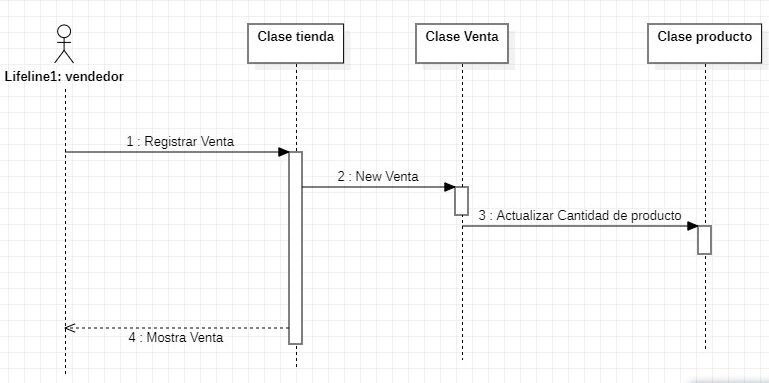 Clase tienda
Clase Venta
Clase producto
Lifeline1: vendedor
1 : Registrar Venta
2 : New Venta
3 : Actualizar Cantidad de producto
4 : Mostra Venta